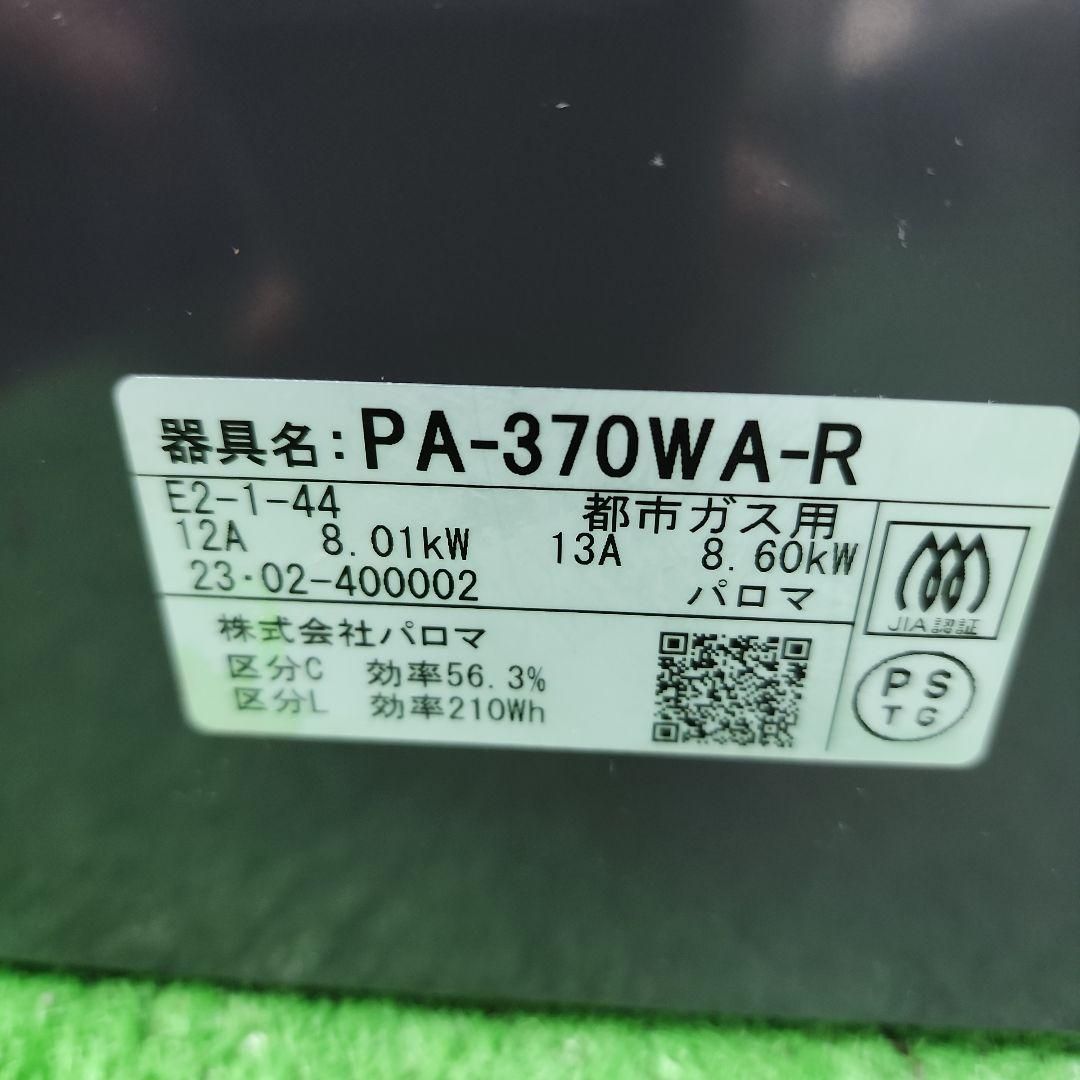 器具名:PA-370WA-R
E2-1-44 都市ガス用
12A 8.01kW 13A 8.60kW
23・02-400002 パロマ
JIA認証
株式会社パロマ
区分C 効率56.3%
区分L 効率210Wh
PS
TG